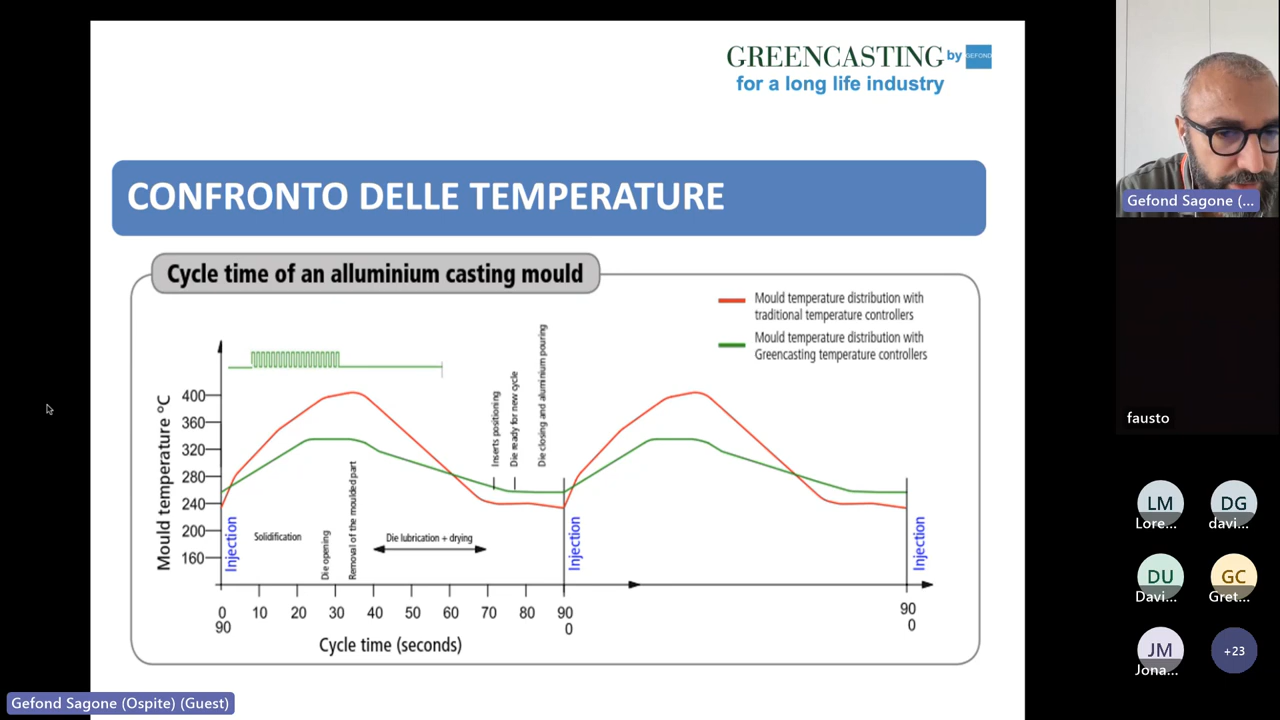 GREENCASTING by GEFOND
for a long life industry
CONFRONTO DELLE TEMPERATURE
Cycle time of an alluminium casting mould
Mould temperature distribution with
traditional temperature controllers
Mould temperature distribution with
Greencasting temperature controllers
Mould temperature °C
400
360
320
280
240
200
160
Injection
Solidification
Die opening
Removal of the moulded part
Die lubrication + drying
Inserts positioning
Die ready for new cycle
Die closing and aluminium pouring
Injection
Injection
0 10 20 30 40 50 60 70 80 90
90 0
90
0
Cycle time (seconds)
Gefond Sagone (...
fausto
LM
Lore...
DG
davi...
DU
Davi...
GC
Gret...
JM
Jona...
+23
Gefond Sagone (Ospite) (Guest)